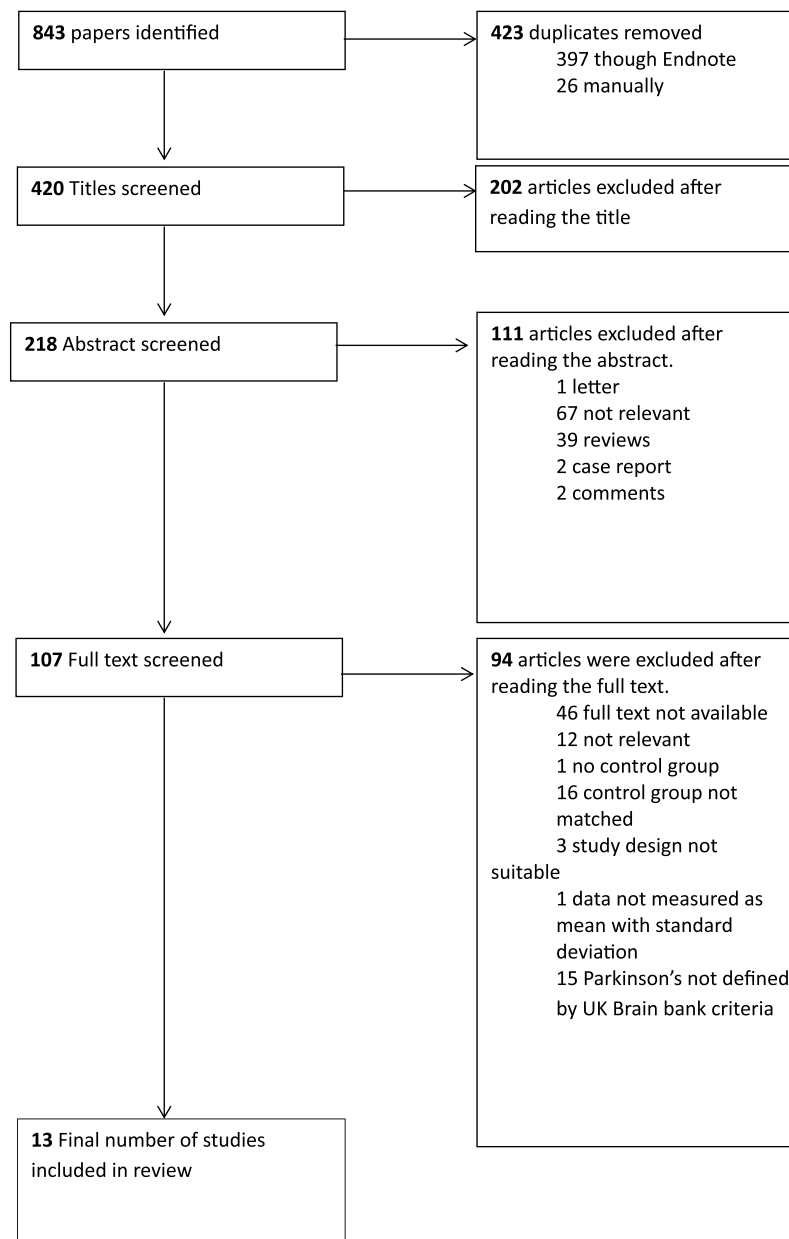 843 papers identified
423 duplicates removed
397 though Endnote
26 manually
420 Titles screened
202 articles excluded after
reading the title
218 Abstract screened
111 articles excluded after
reading the abstract.
1 letter
67 not relevant
39 reviews
2 case report
2 comments
107 Full text screened
94 articles were excluded after
reading the full text.
46 full text not available
12 not relevant
1 no control group
16 control group not
matched
3 study design not
suitable
1 data not measured as
mean with standard
deviation
15 Parkinson’s not defined
by UK Brain bank criteria
13 Final number of studies
included in review